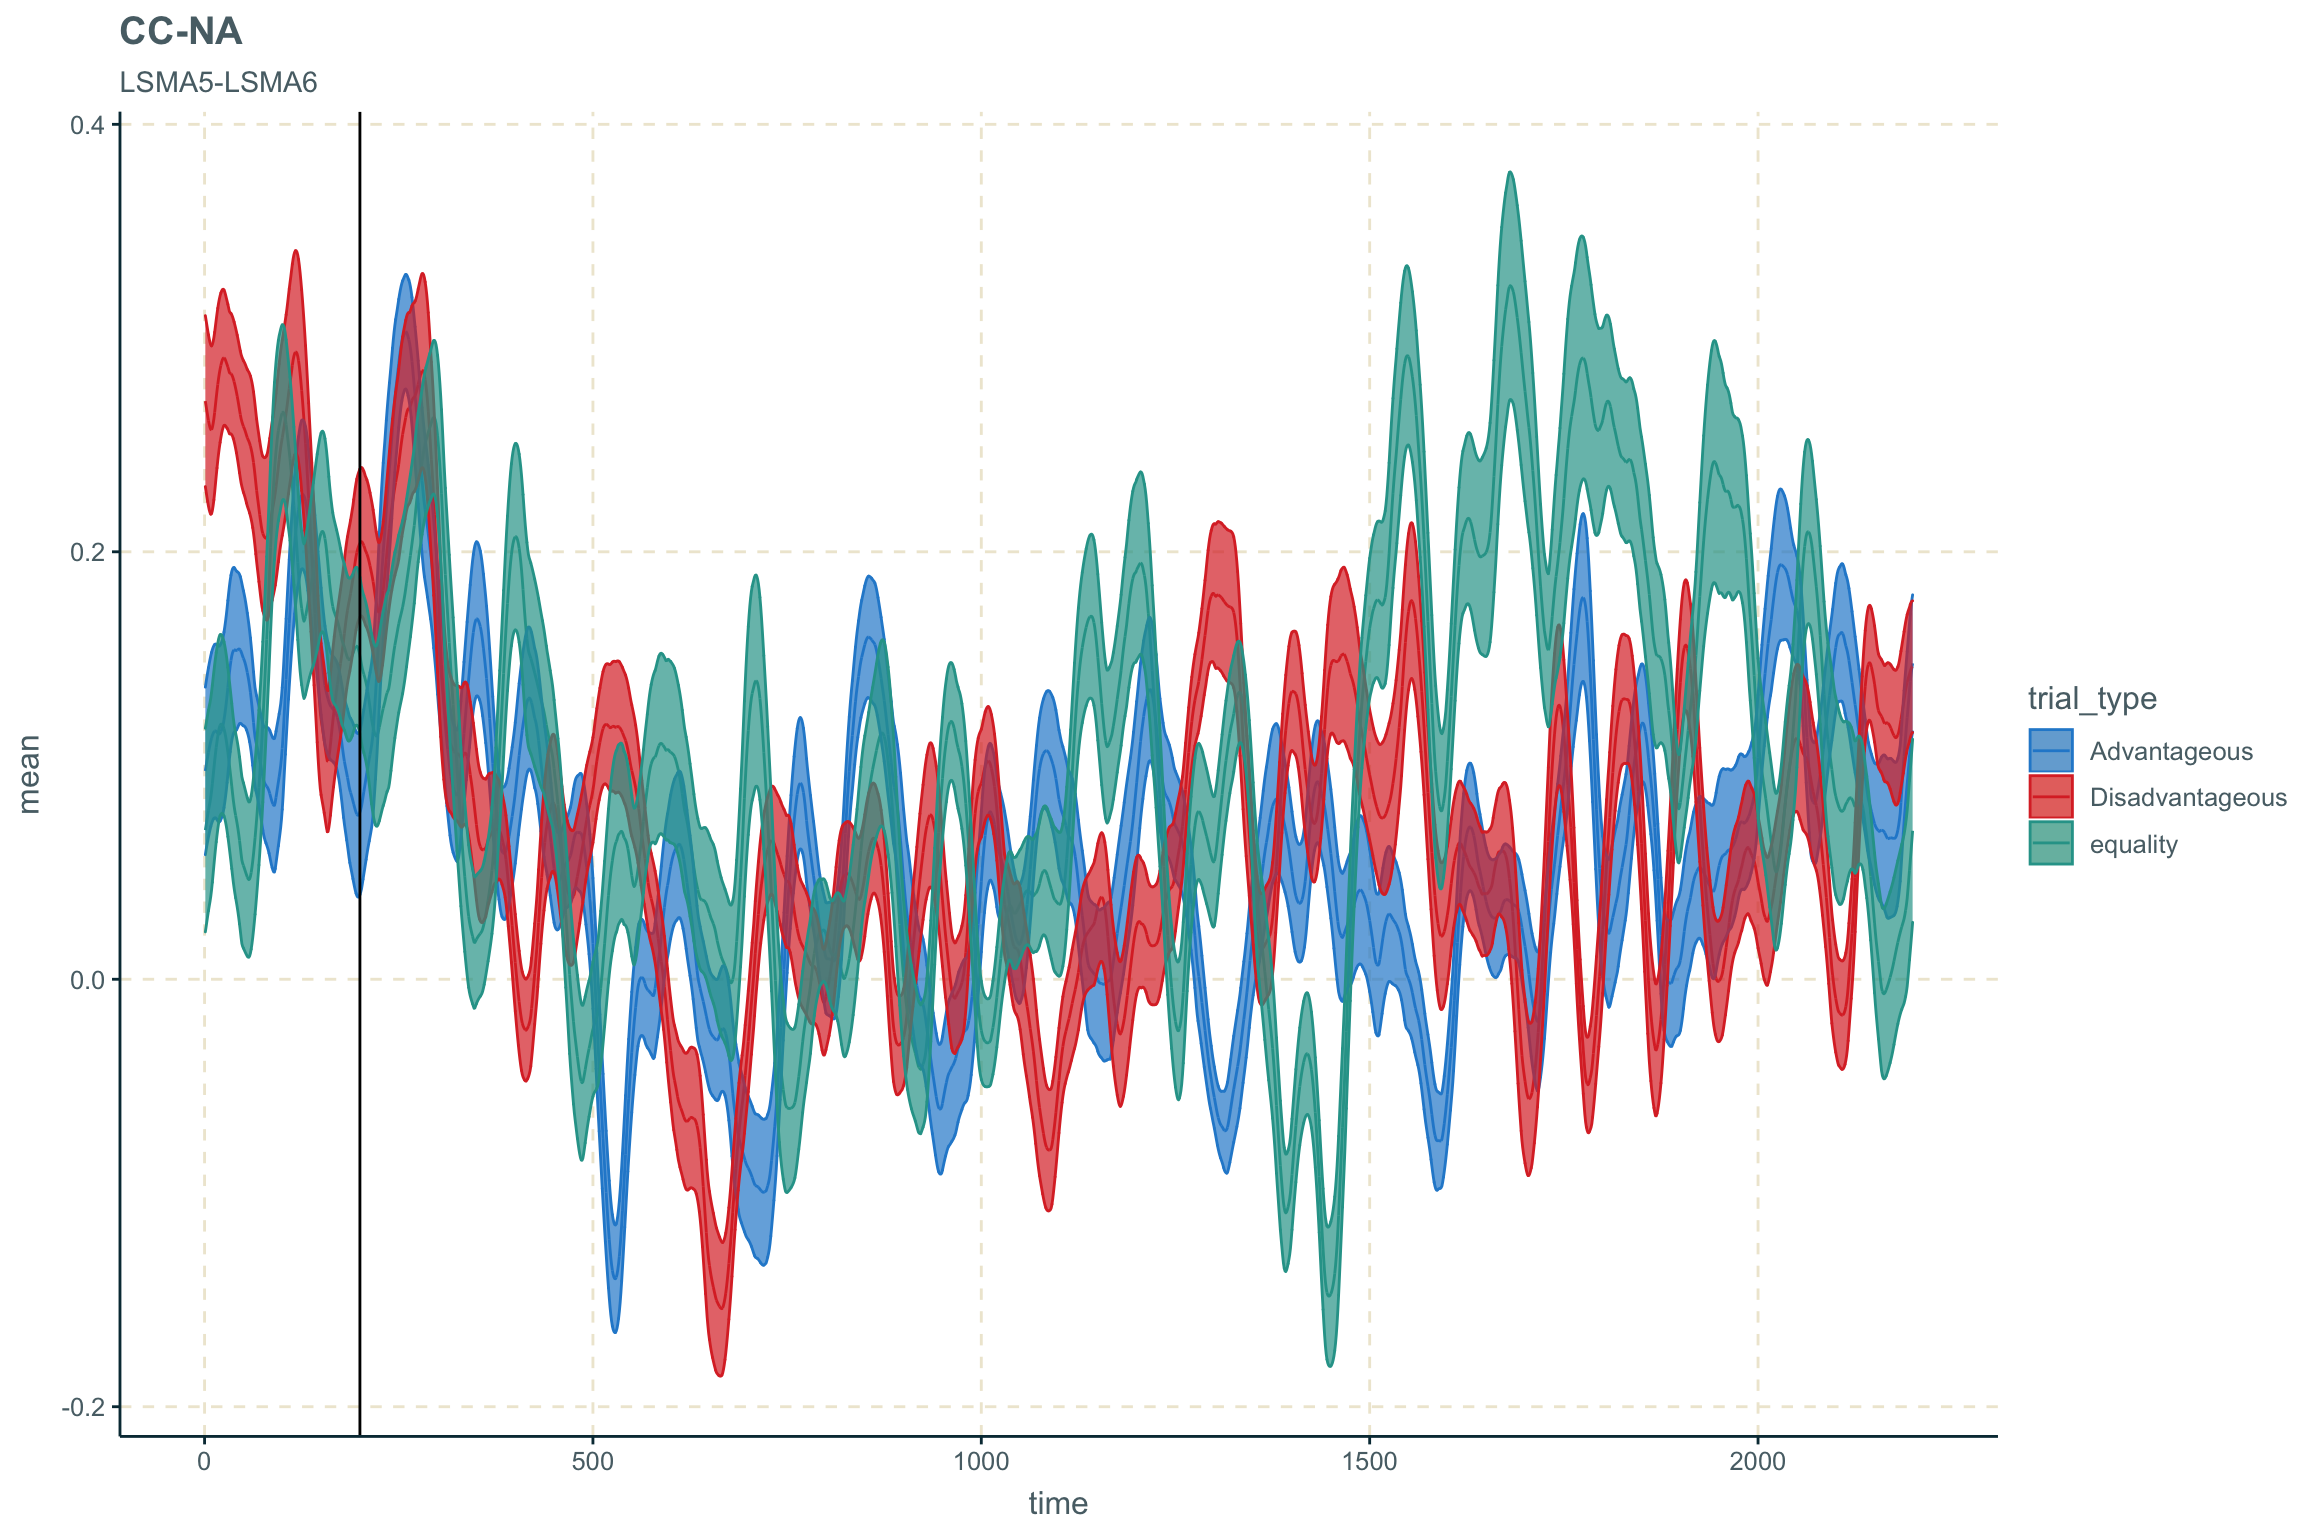 CC-NA
LSMA5-LSMA6
0.4
0.2
0.0
-0.2
mean
0
500
1000
1500
2000
time
trial_type
Advantageous
Disadvantageous
equality